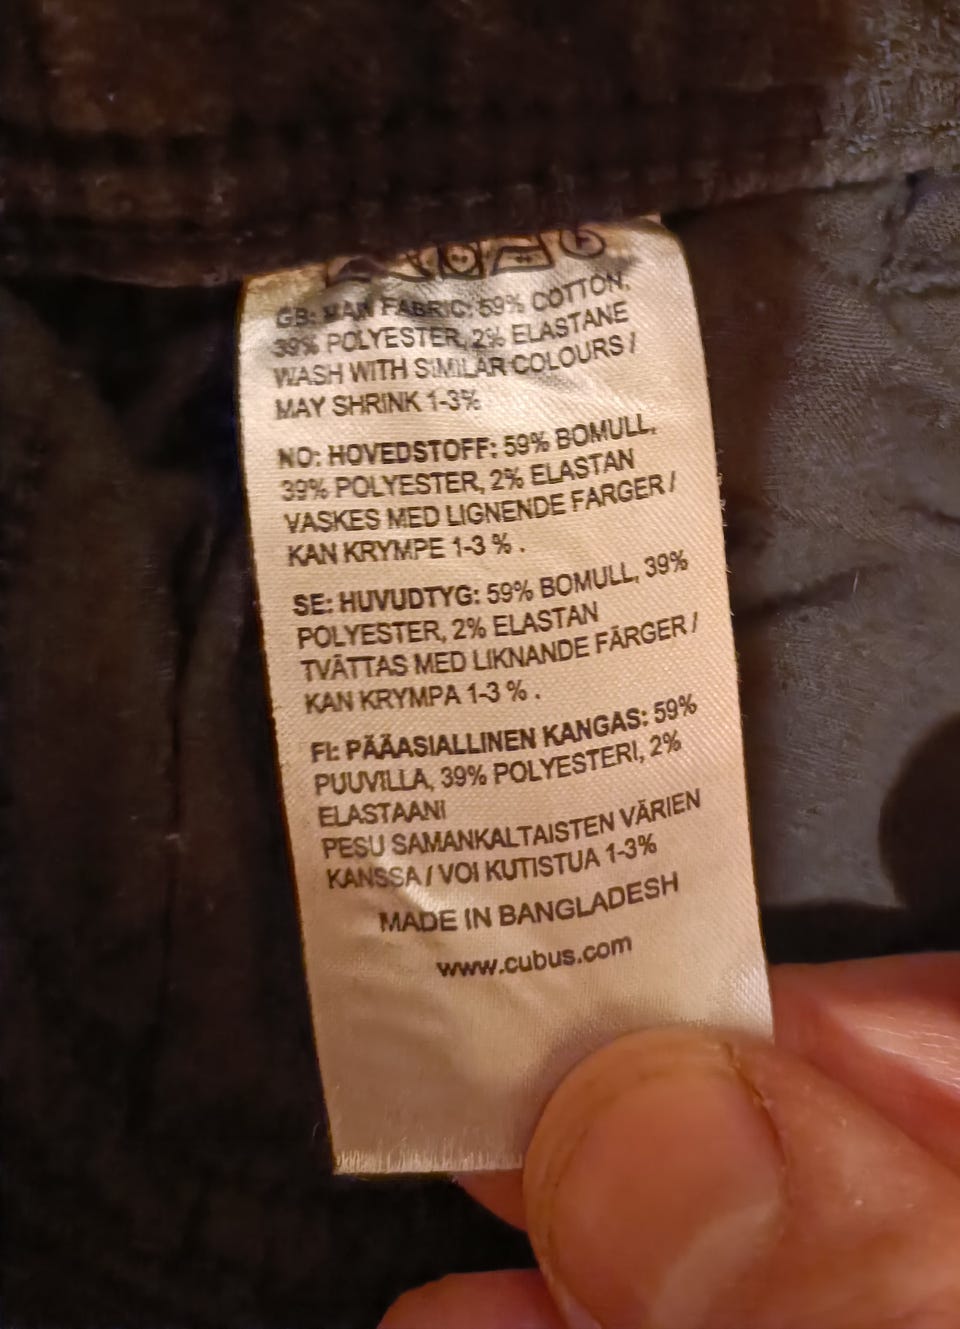 GB: MAIN FABRIC: 59% COTTON,
39% POLYESTER, 2% ELASTANE
WASH WITH SIMILAR COLOURS /
MAY SHRINK 1-3%
NO: HOVEDSTOFF: 59% BOMULL,
39% POLYESTER, 2% ELASTAN
VASKES MED LIGNENDE FARGER /
KAN KRYMPE 1-3 % .
SE: HUVUDTYG: 59% BOMULL, 39%
POLYESTER, 2% ELASTAN
TVÄTTAS MED LIKNANDE FÄRGER /
KAN KRYMPA 1-3 % .
FI: PÄÄASIALLINEN KANGAS: 59%
PUUVILLA, 39% POLYESTERI, 2%
ELASTAANI
PESU SAMANKALTAISTEN VÄRIEN
KANSSA / VOI KUTISTUA 1-3%
MADE IN BANGLADESH
www.cubus.com